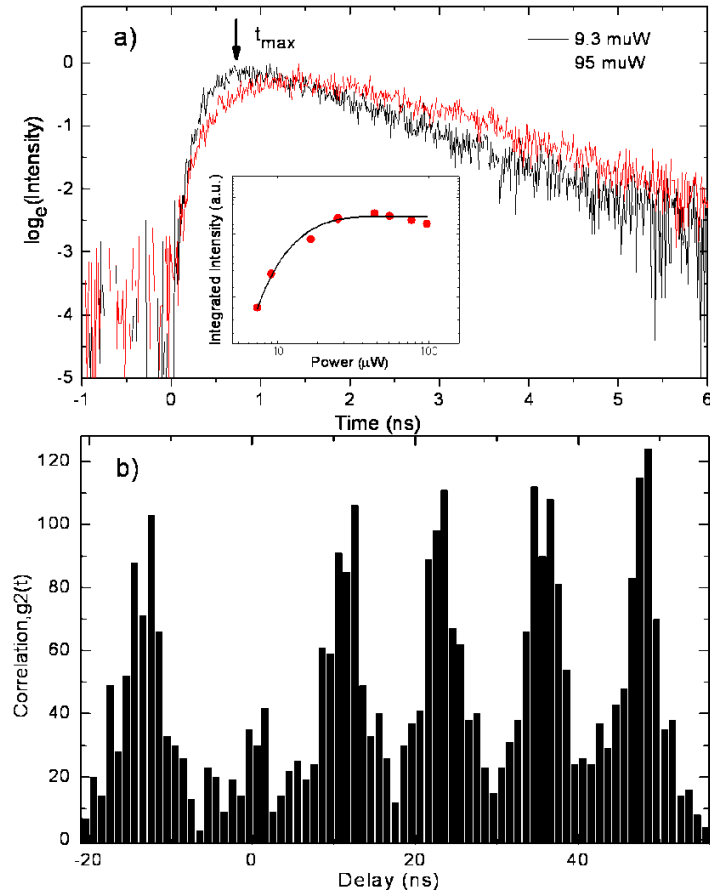 a)
t_max
9.3 muW
95 muW
0
-1
-2
-3
-4
-5
log_e(Intensity)
Integrated Intensity (a.u.)
10
100
Power (μW)
-1
0
1
2
3
4
5
6
Time (ns)
b)
120
100
80
60
40
20
0
Correlation,g2(t)
-20
0
20
40
Delay (ns)